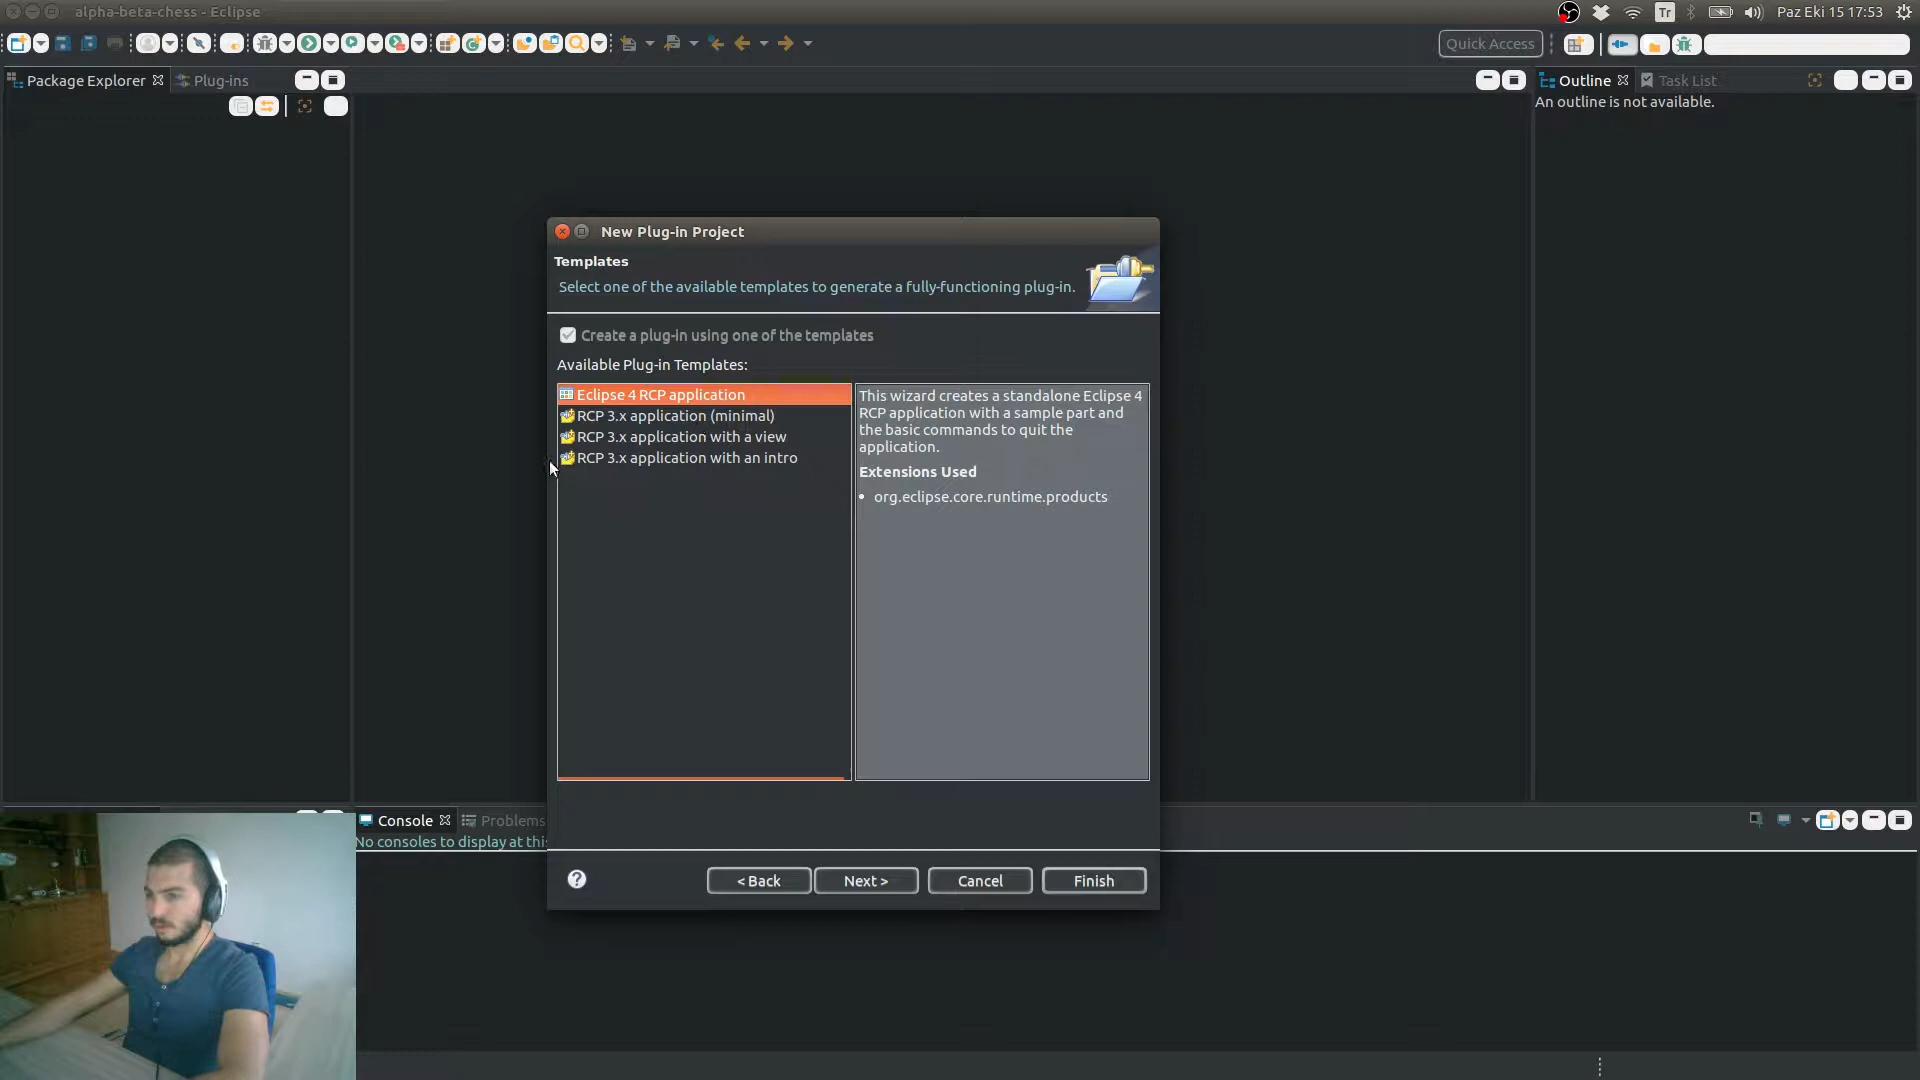 alpha-beta-chess - Eclipse
Tr
Paz Eki 15 17:53
Quick Access
Package Explorer
Plug-ins
Outline
Task List
An outline is not available.
New Plug-in Project
Templates
Select one of the available templates to generate a fully-functioning plug-in.
Create a plug-in using one of the templates
Available Plug-in Templates:
Eclipse 4 RCP application
RCP 3.x application (minimal)
RCP 3.x application with a view
RCP 3.x application with an intro
This wizard creates a standalone Eclipse 4
RCP application with a sample part and
the basic commands to quit the
application.
Extensions Used
• org.eclipse.core.runtime.products
Console
Problems
No consoles to display at this
?
< Back
Next >
Cancel
Finish